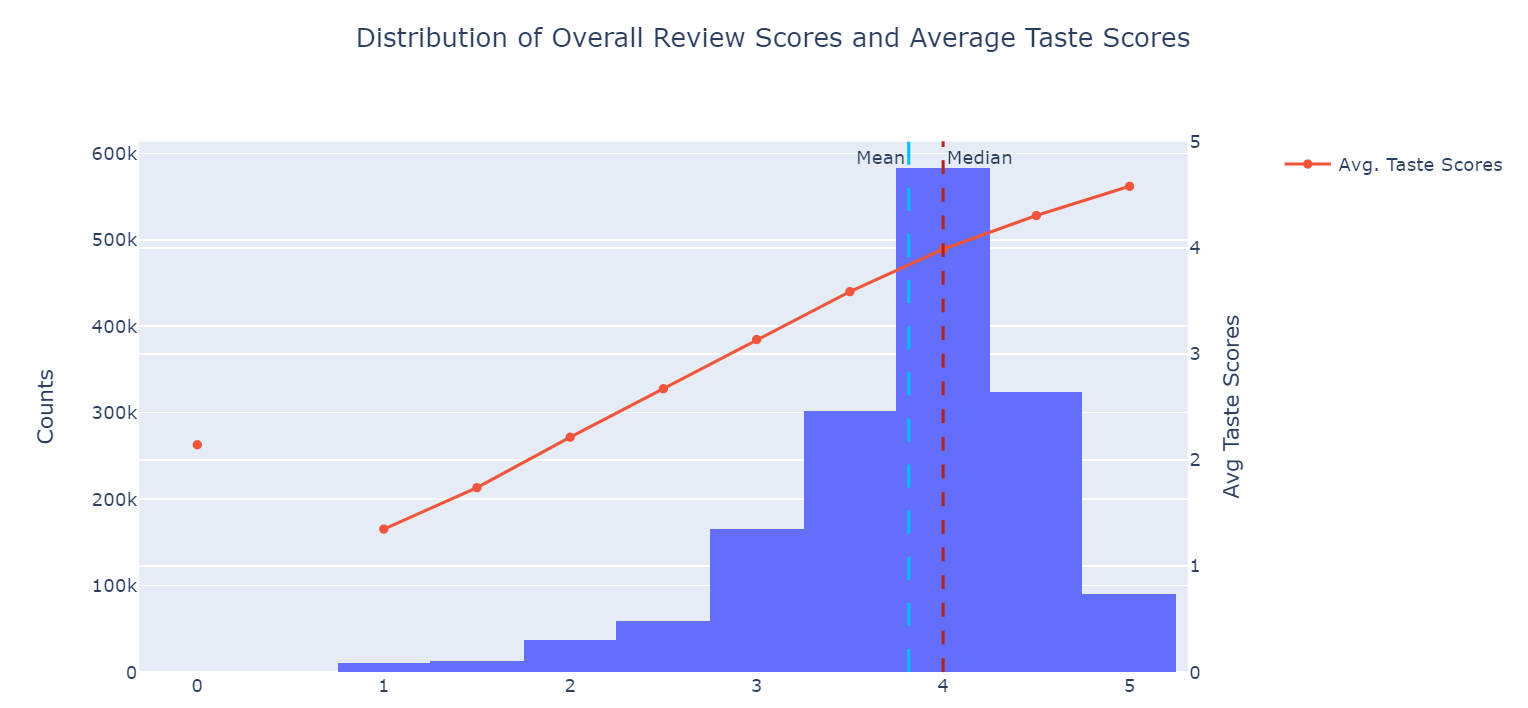 Distribution of Overall Review Scores and Average Taste Scores
Mean
Median
Avg. Taste Scores
Counts
600k
500k
400k
300k
200k
100k
0
0
1
2
3
4
5
5
4
3
2
1
0
Avg Taste Scores